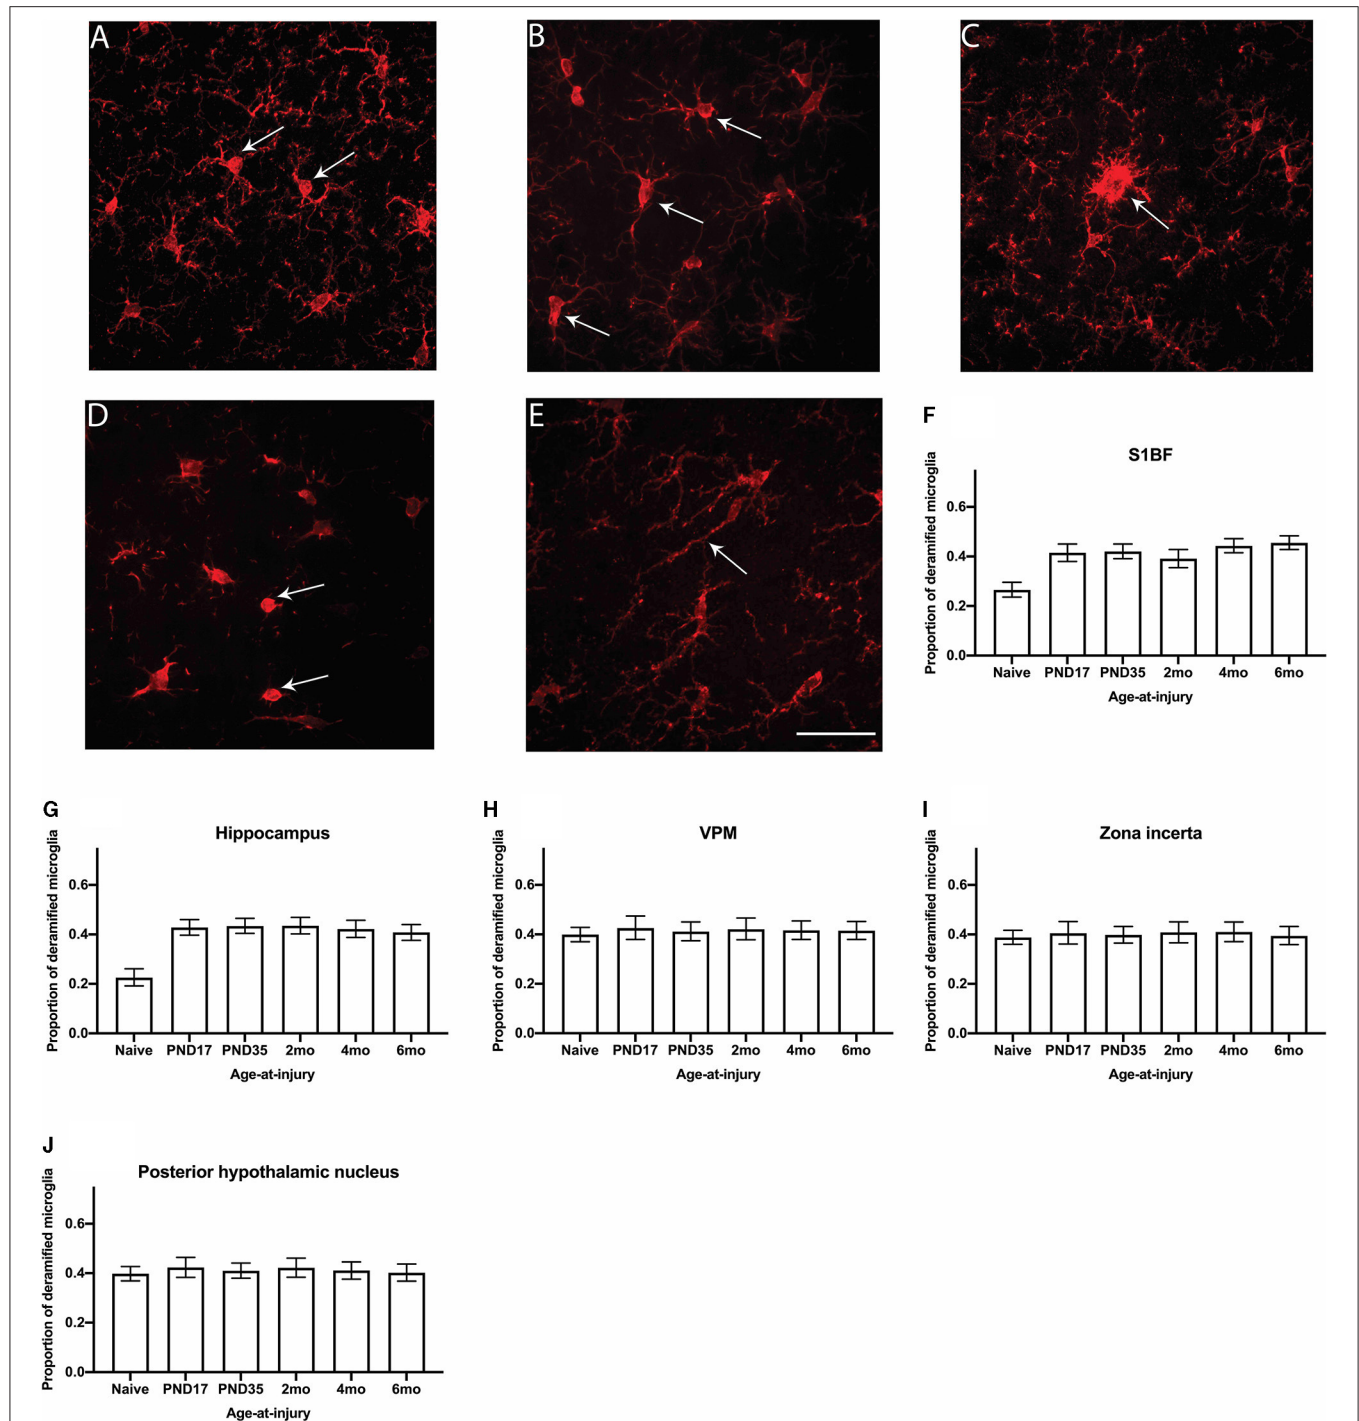 A
B
C
D
E
F
S1BF
Proportion of deramified microglia
0.6
0.4
0.2
0.0
Naive PND17 PND35 2mo 4mo 6mo
Age-at-injury
G
Hippocampus
Proportion of deramified microglia
0.6
0.4
0.2
0.0
Naive PND17 PND35 2mo 4mo 6mo
Age-at-injury
H
VPM
Proportion of deramified microglia
0.6
0.4
0.2
0.0
Naive PND17 PND35 2mo 4mo 6mo
Age-at-injury
I
Zona incerta
Proportion of deramified microglia
0.6
0.4
0.2
0.0
Naive PND17 PND35 2mo 4mo 6mo
Age-at-injury
J
Posterior hypothalamic nucleus
Proportion of deramified microglia
0.6
0.4
0.2
0.0
Naive PND17 PND35 2mo 4mo 6mo
Age-at-injury